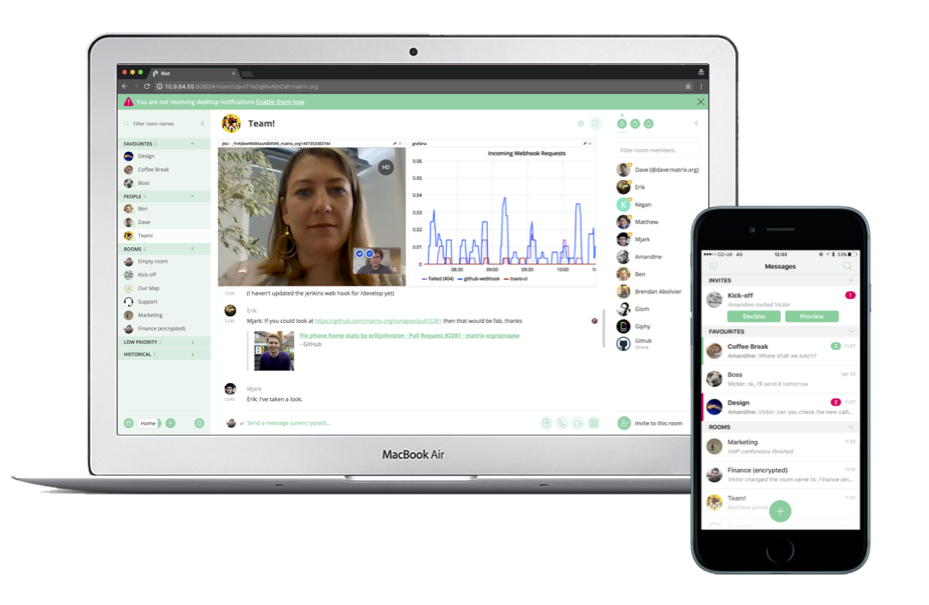 Riot
10.9.64.55
You are not receiving desktop notifications Enable them now
Filter room names
Team!
FAVOURITES
Design
Coffee Break
Boss
PEOPLE
Ben
Dave
Team!
ROOMS
Empty room
Kick-off
Our Map
Support
Marketing
Finance (encrypted)
LOW PRIORITY
HISTORICAL
Home
HD
grafana
Incoming Webhook Requests
0.06
0.05
0.04
0.03
0.02
0.01
0
08:30 09:00 09:30 10:00
Failed (404) github-webhook travis-ci
(I haven't updated the Jenkins web hook for /develop yet)
Erik
Mjark: If you could look at https://github.com/matrix-org/synapse/pull/2281 then that would be fab, thanks
Fix phone home stats by erikjohnston · Pull Request #2281 · matrix-org/synapse
- GitHub
Mjark
Erik: I've taken a look.
Send a message (unencrypted)...
Filter room members
Dave (@dave:matrix.org)
Erik
Kegan
Matthew
Mjark
Amandine
Ben
Brendan Abolivier
Giom
Giphy
Github
Online
Invite to this room
MacBook Air
O2-UK 4G 12:03 33%
Messages
INVITES
Kick-off
Amandine invited Victor
Decline Preview
FAVOURITES
Coffee Break 11:27
Amandine: Where shall we lunch?
Boss
Victor: ok, I'll send it tomorrow
Design 11:27
Amandine: Victor: can you check the new calli...
ROOMS
Marketing
VoIP conference finished
Finance (encrypted)
Victor changed the room name to: Finance (en...
Team!
Matthew joined
+